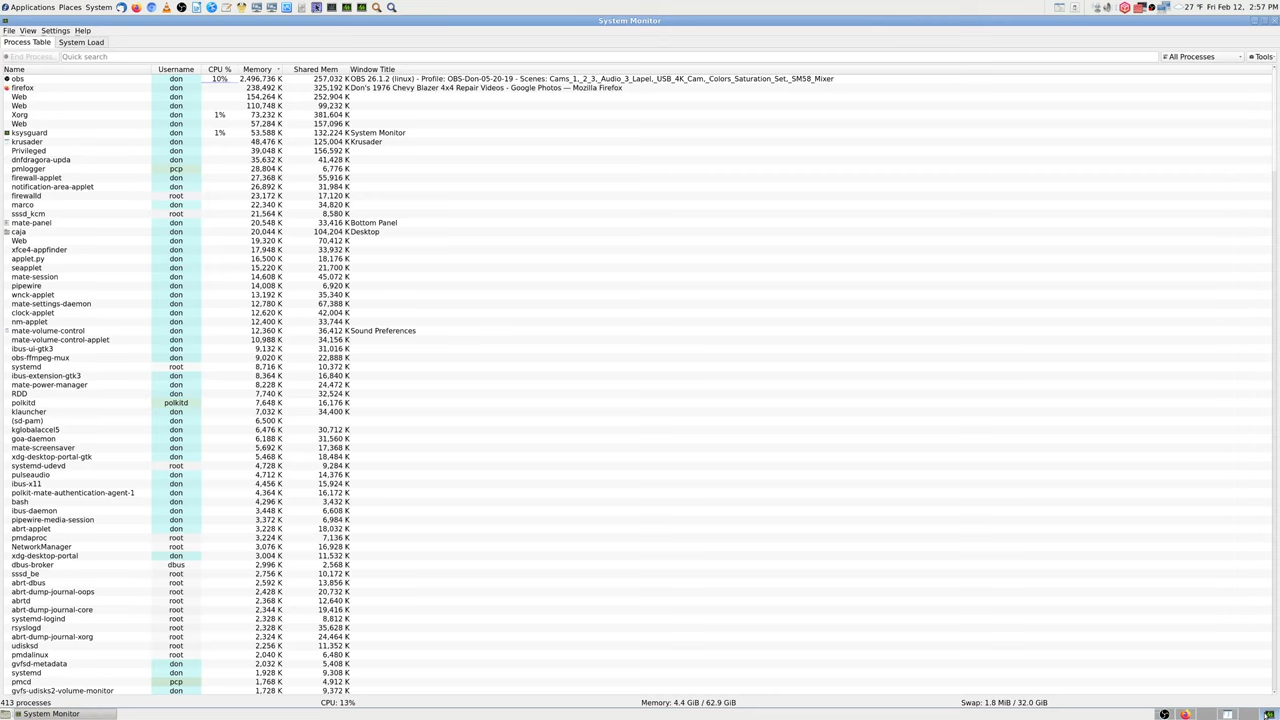 Applications Places System 27 °F Fri Feb 12, 2:57 PM
System Monitor
File View Settings Help
Process Table System Load
End Process... Quick search All Processes Tools
Name Username CPU % Memory Shared Mem Window Title
obs don 10% 2,496,736 K 257,032 K OBS 26.1.2 (linux) - Profile: OBS-Don-05-20-19 - Scenes: Cams_1,_2_3,_Audio_3_Lapel,_USB_4K_Cam,_Colors_Saturation_Set,_SM58_Mixer
firefox don 238,492 K 325,192 K Don's 1976 Chevy Blazer 4x4 Repair Videos - Google Photos — Mozilla Firefox
Web don 154,264 K 252,904 K
Web don 110,748 K 99,232 K
Xorg don 1% 73,232 K 381,604 K
Web don 57,284 K 157,096 K
ksysguard don 1% 53,588 K 132,224 K System Monitor
krusader don 48,476 K 125,004 K Krusader
Privileged don 39,048 K 156,592 K
dnfdragora-upda don 35,632 K 41,428 K
pmlogger pcp 28,804 K 6,776 K
firewall-applet don 27,368 K 55,916 K
notification-area-applet don 26,892 K 31,984 K
firewalld root 23,172 K 17,120 K
marco don 22,340 K 34,820 K
sssd_kcm root 21,564 K 8,580 K
mate-panel don 20,548 K 33,416 K Bottom Panel
caja don 20,044 K 104,204 K Desktop
Web don 19,320 K 70,412 K
xfce4-appfinder don 17,948 K 33,932 K
applet.py don 16,500 K 18,176 K
seapplet don 15,220 K 21,700 K
mate-session don 14,608 K 45,072 K
pipewire don 14,008 K 6,920 K
wnck-applet don 13,192 K 35,340 K
mate-settings-daemon don 12,780 K 67,388 K
clock-applet don 12,620 K 42,004 K
nm-applet don 12,400 K 33,744 K
mate-volume-control don 12,360 K 36,412 K Sound Preferences
mate-volume-control-applet don 10,988 K 34,156 K
ibus-ui-gtk3 don 9,132 K 31,016 K
obs-ffmpeg-mux don 9,020 K 22,888 K
systemd root 8,716 K 10,372 K
ibus-extension-gtk3 don 8,364 K 16,840 K
mate-power-manager don 8,228 K 24,472 K
RDD don 7,740 K 32,524 K
polkitd polkitd 7,648 K 16,176 K
klauncher don 7,032 K 34,400 K
(sd-pam) don 6,500 K
kglobalaccel5 don 6,476 K 30,712 K
goa-daemon don 6,188 K 31,560 K
mate-screensaver don 5,692 K 17,368 K
xdg-desktop-portal-gtk don 5,468 K 18,484 K
systemd-udevd root 4,728 K 9,284 K
pulseaudio don 4,712 K 14,376 K
ibus-x11 don 4,456 K 15,924 K
polkit-mate-authentication-agent-1 don 4,364 K 16,172 K
bash don 4,296 K 3,432 K
ibus-daemon don 3,448 K 6,608 K
pipewire-media-session don 3,372 K 6,984 K
abrt-applet don 3,228 K 18,032 K
pmdaproc root 3,224 K 7,136 K
NetworkManager root 3,076 K 16,928 K
xdg-desktop-portal don 3,004 K 11,532 K
dbus-broker dbus 2,996 K 2,568 K
sssd_be root 2,756 K 10,172 K
abrt-dbus root 2,592 K 13,856 K
abrt-dump-journal-oops root 2,428 K 20,732 K
abrtd root 2,368 K 12,640 K
abrt-dump-journal-core root 2,344 K 19,416 K
systemd-logind root 2,328 K 8,812 K
rsyslogd root 2,328 K 35,628 K
abrt-dump-journal-xorg root 2,324 K 24,464 K
udisksd root 2,256 K 11,352 K
pmdalinux root 2,040 K 6,480 K
gvfsd-metadata don 2,032 K 5,408 K
systemd don 1,928 K 9,308 K
pmcd pcp 1,768 K 4,912 K
gvfs-udisks2-volume-monitor don 1,728 K 9,372 K
413 processes CPU: 13% Memory: 4.4 GiB / 62.9 GiB Swap: 1.8 MiB / 32.0 GiB
System Monitor